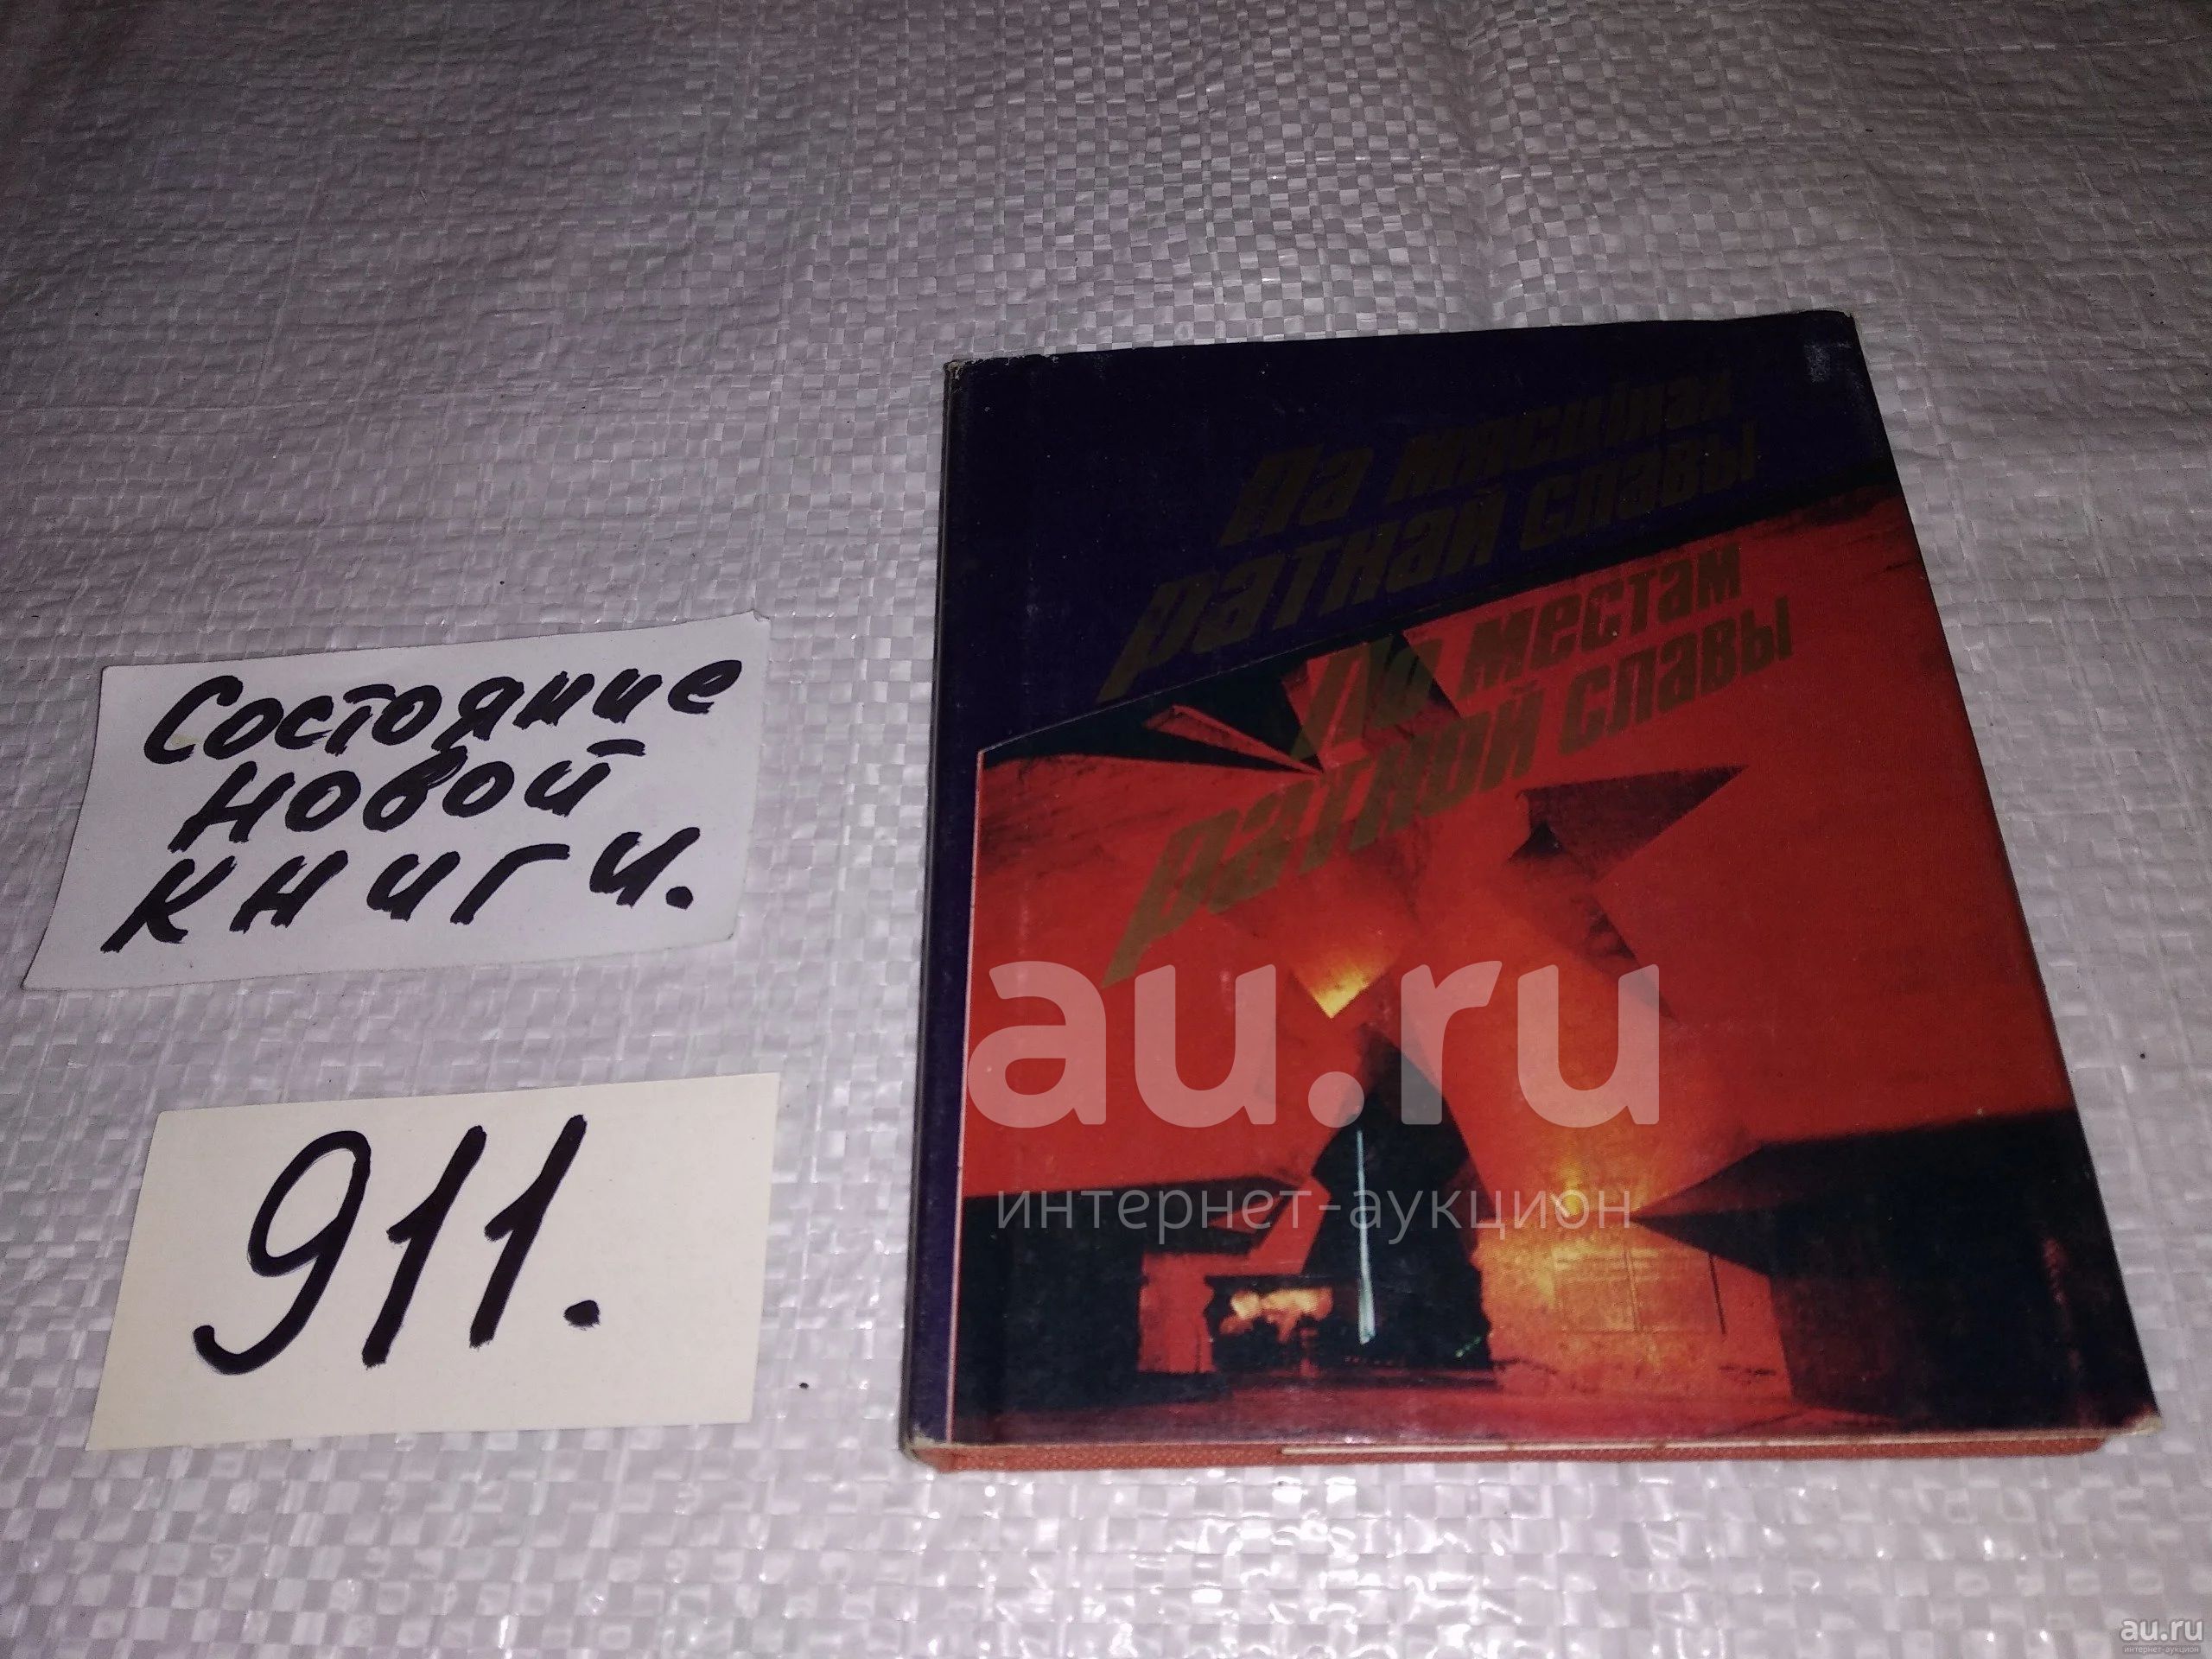 Состояние
новой
книги.
911.
Па мясцінах
ратнай славы
По местам
ратной славы
au.ru
интернет-аукцион
au.ru
интернет-аукцион